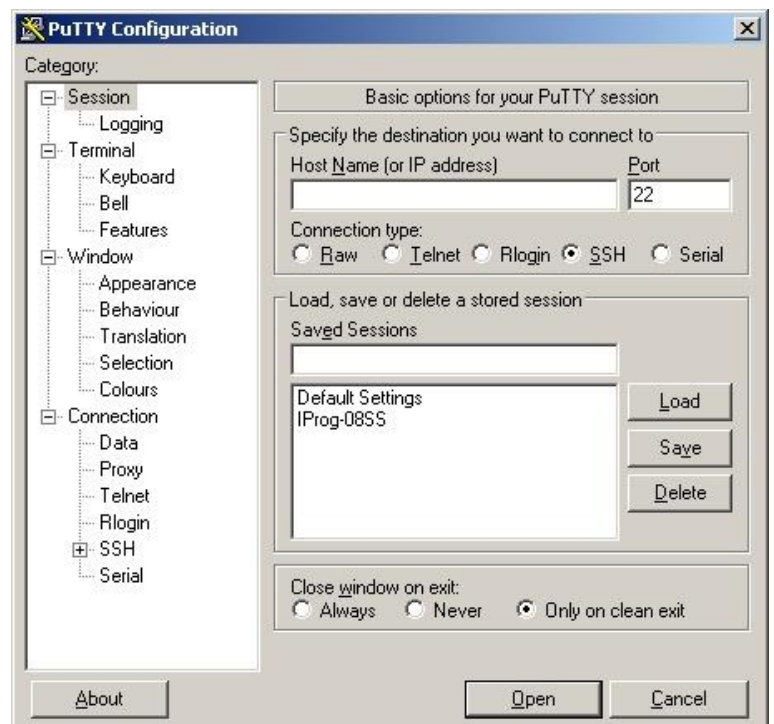 PuTTY Configuration
Category:
Session
Logging
Terminal
Keyboard
Bell
Features
Window
Appearance
Behaviour
Translation
Selection
Colours
Connection
Data
Proxy
Telnet
Rlogin
SSH
Serial
Basic options for your PuTTY session
Specify the destination you want to connect to
Host Name (or IP address) Port
22
Connection type:
Raw Telnet Rlogin SSH Serial
Load, save or delete a stored session
Saved Sessions
Default Settings
IProg-08SS
Load
Save
Delete
Close window on exit:
Always Never Only on clean exit
About Open Cancel